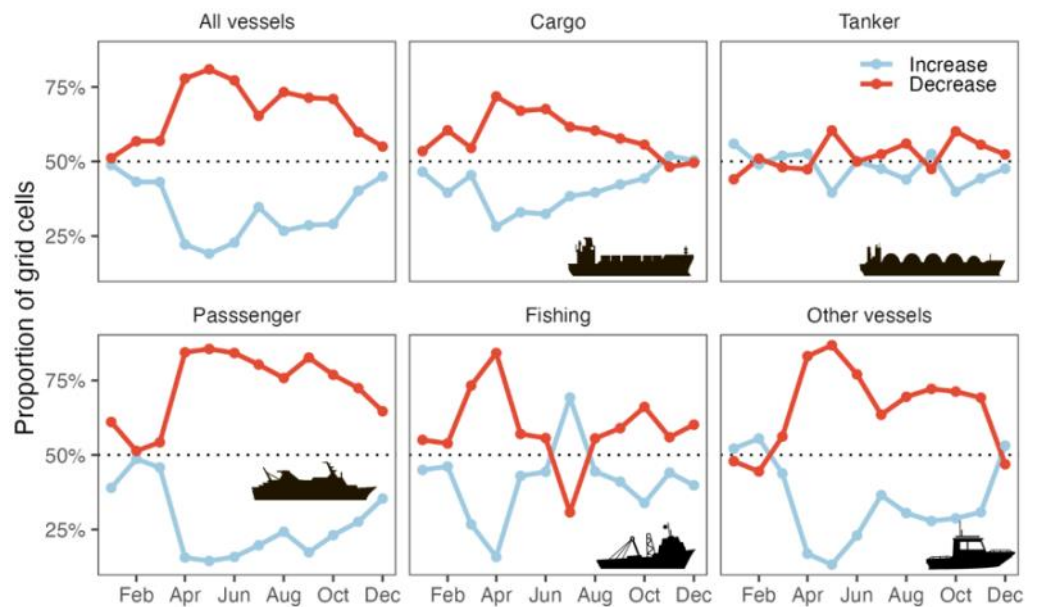 All vessels Cargo Tanker
Increase
Decrease
75%
50%
25%
Proportion of grid cells
Passsenger Fishing Other vessels
75%
50%
25%
Feb Apr Jun Aug Oct Dec Feb Apr Jun Aug Oct Dec Feb Apr Jun Aug Oct Dec